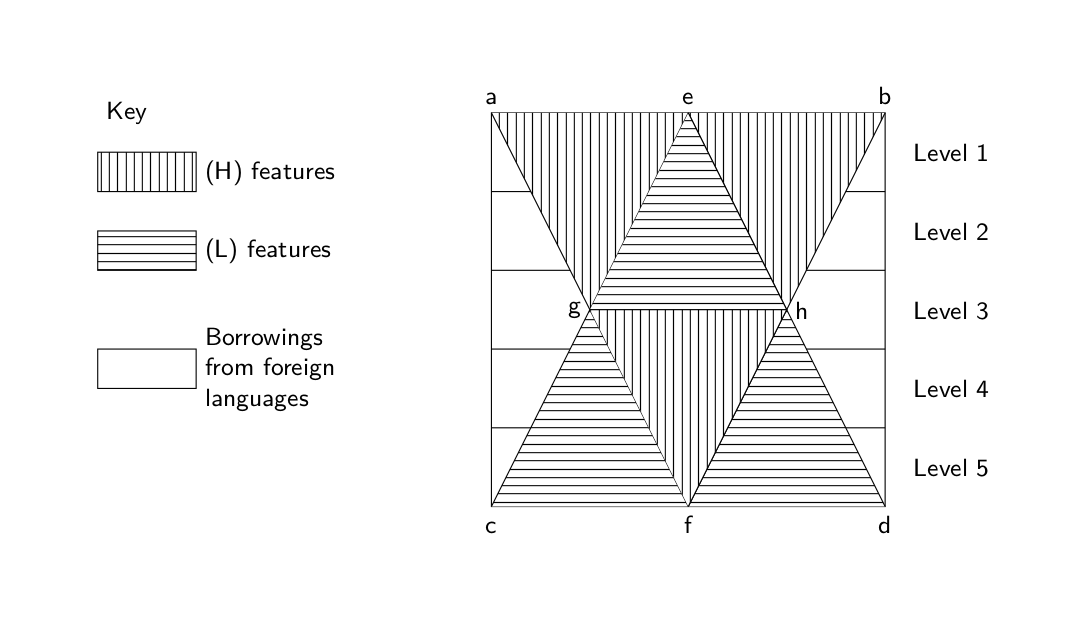 Key
(H) features
(L) features
Borrowings
from foreign
languages
a e b
Level 1
Level 2
g h Level 3
Level 4
Level 5
c f d